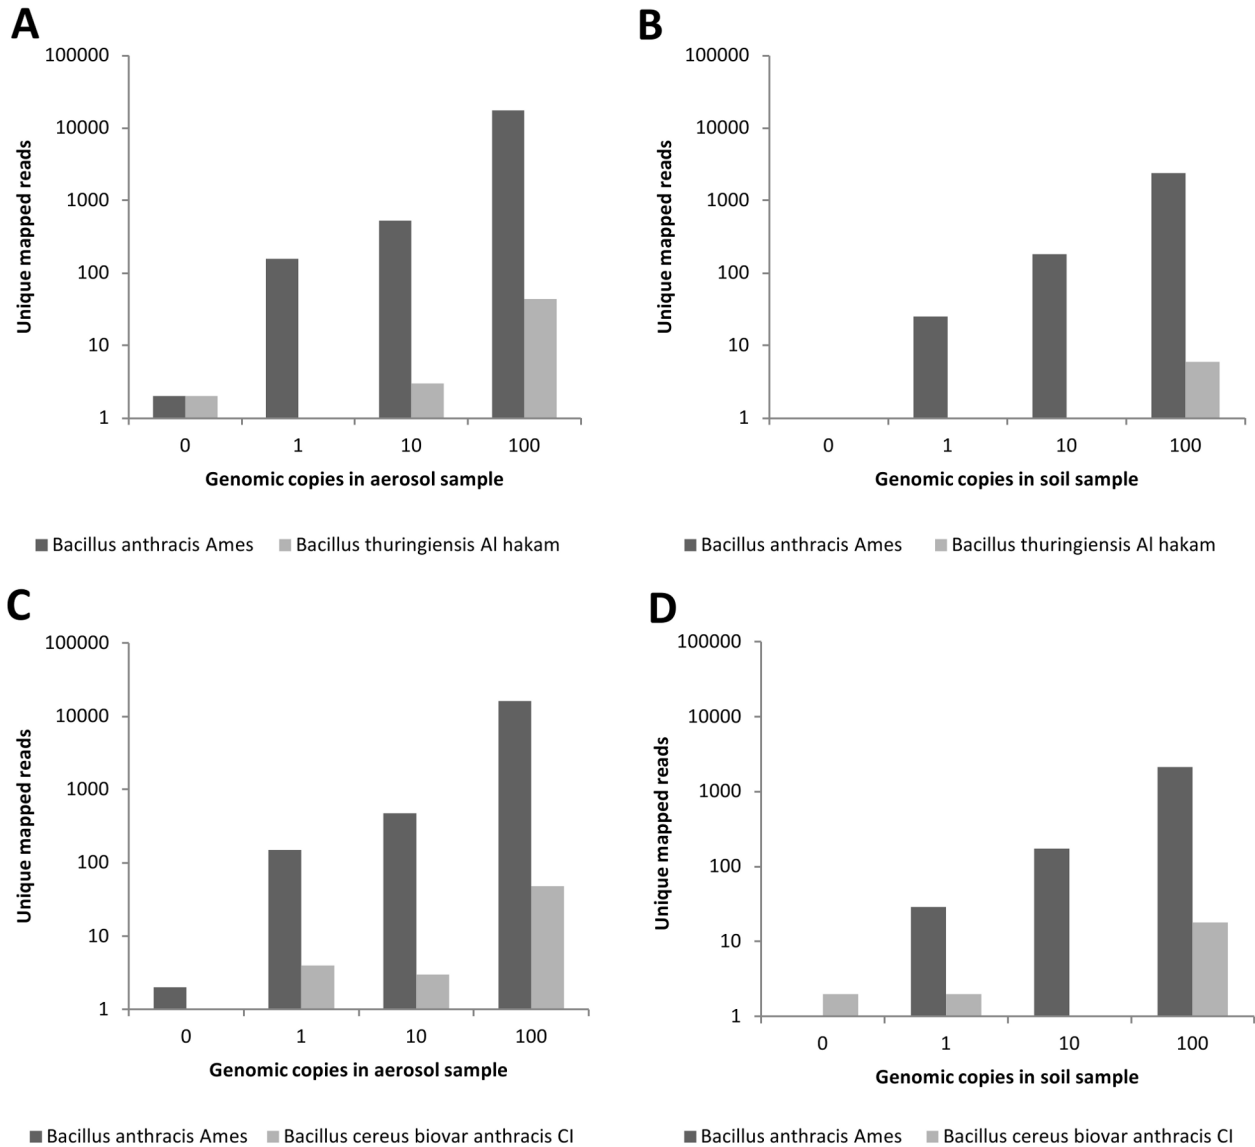 A
100000
10000
1000
100
10
1
Unique mapped reads
0 1 10 100
Genomic copies in aerosol sample
Bacillus anthracis Ames Bacillus thuringiensis Al hakam
B
100000
10000
1000
100
10
1
Unique mapped reads
0 1 10 100
Genomic copies in soil sample
Bacillus anthracis Ames Bacillus thuringiensis Al hakam
C
100000
10000
1000
100
10
1
Unique mapped reads
0 1 10 100
Genomic copies in aerosol sample
Bacillus anthracis Ames Bacillus cereus biovar anthracis CI
D
100000
10000
1000
100
10
1
Unique mapped reads
0 1 10 100
Genomic copies in soil sample
Bacillus anthracis Ames Bacillus cereus biovar anthracis CI